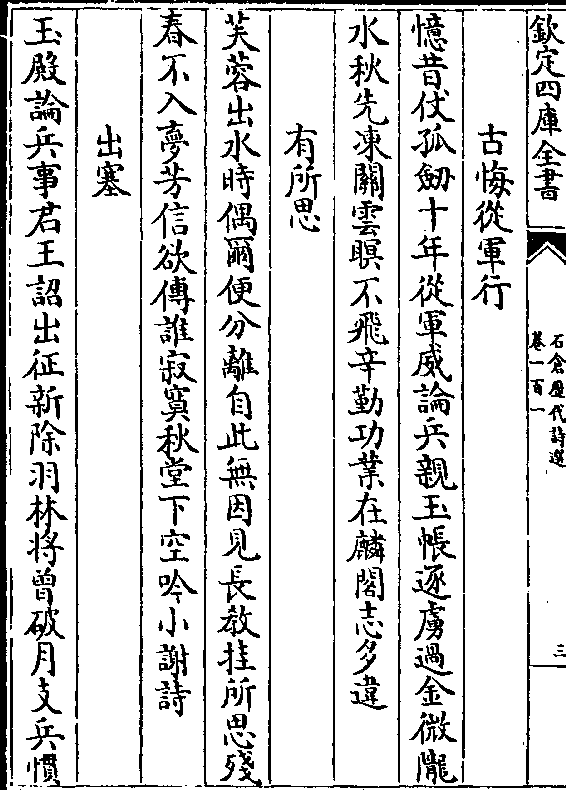 欽定四庫全書
石倉歷代詩選
卷一百一
三
古悔從軍行
憶昔仗孤劒十年從軍威論兵親玉帳逐虜過金微隴
水秋先凍關雲暝不飛辛勤功業在麟閣志多違
有所思
芙蓉出水時偶爾便分離自此無因見長教挂所思殘
春不入夢芳信欲傳誰寂寞秋堂下空吟小謝詩
出塞
玉殿論兵事君王詔出征新除羽林將曾破月支兵慣